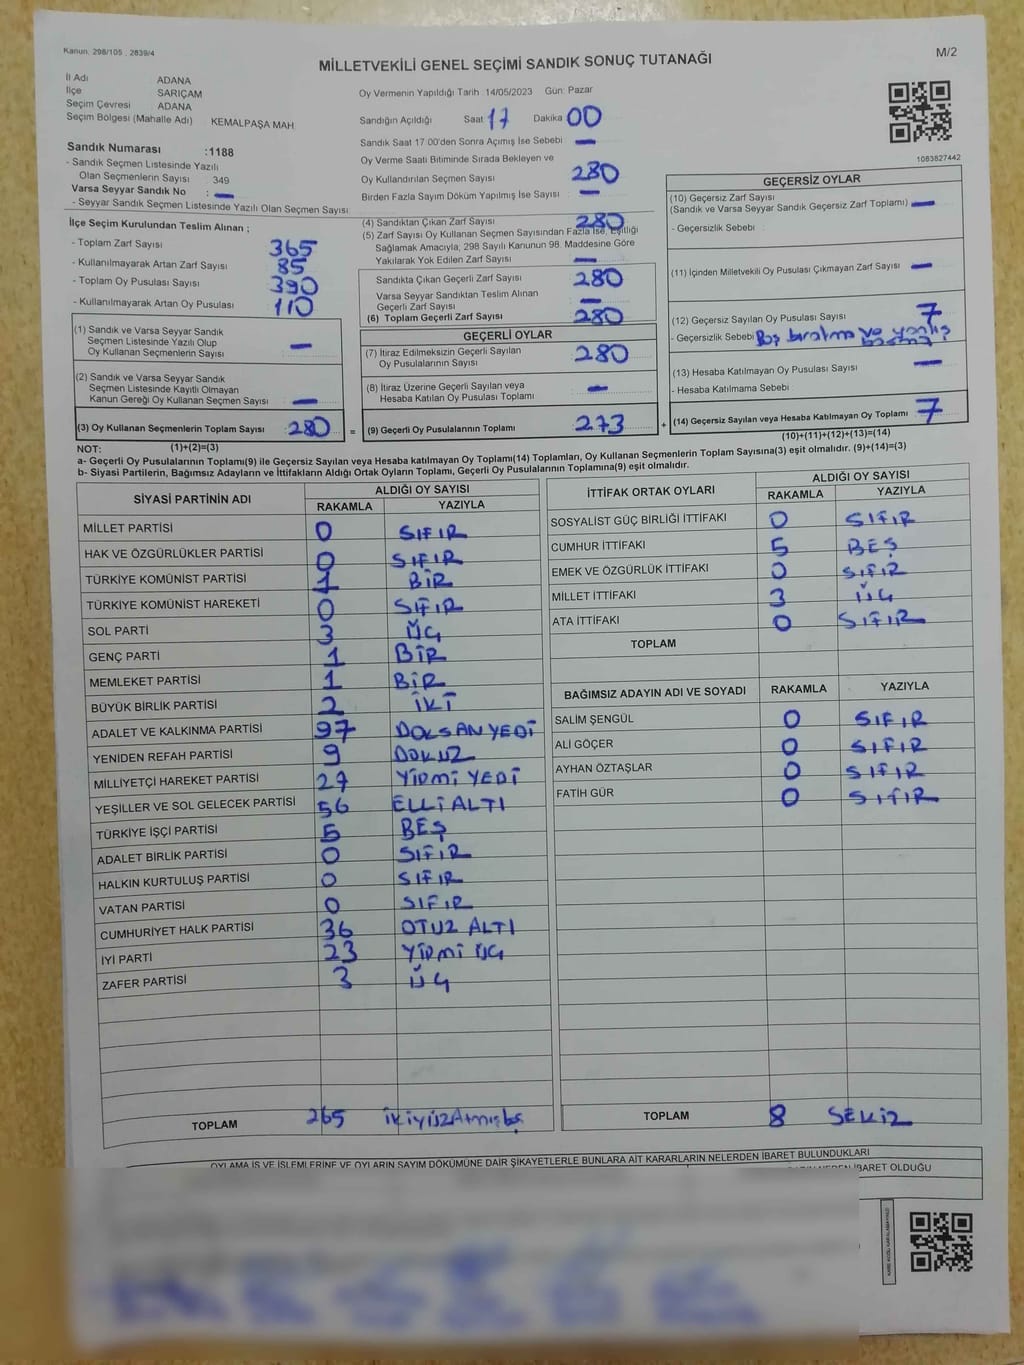 Kanun: 298/105 , 2839/4
M/2
MİLLETVEKİLİ GENEL SEÇİMİ SANDIK SONUÇ TUTANAĞI
İl Adı ADANA
İlçe SARIÇAM
Seçim Çevresi ADANA
Seçim Bölgesi (Mahalle Adı) KEMALPAŞA MAH.
Sandık Numarası :1188
- Sandık Seçmen Listesinde Yazılı
Olan Seçmenlerin Sayısı 349
Varsa Seyyar Sandık No : —
- Seyyar Sandık Seçmen Listesinde Yazılı Olan Seçmen Sayısı
Oy Vermenin Yapıldığı Tarih 14/05/2023 Gün: Pazar
Sandığın Açıldığı Saat 17 Dakika 00
Sandık Saat 17:00'den Sonra Açımış İse Sebebi —
Oy Verme Saati Bitiminde Sırada Bekleyen ve
Oy Kullandırılan Seçmen Sayısı 280
Birden Fazla Sayım Döküm Yapılmış İse Sayısı —
1083827442
İlçe Seçim Kurulundan Teslim Alınan ;
- Toplam Zarf Sayısı 365
- Kullanılmayarak Artan Zarf Sayısı 85
- Toplam Oy Pusulası Sayısı 390
- Kullanılmayarak Artan Oy Pusulası 110
(4) Sandıktan Çıkan Zarf Sayısı 280
(5) Zarf Sayısı Oy Kullanan Seçmen Sayısından Fazla İse, Eşitliği
Sağlamak Amacıyla, 298 Sayılı Kanunun 98. Maddesine Göre
Yakılarak Yok Edilen Zarf Sayısı —
Sandıkta Çıkan Geçerli Zarf Sayısı 280
Varsa Seyyar Sandıktan Teslim Alınan
Geçerli Zarf Sayısı —
(6) Toplam Geçerli Zarf Sayısı 280
GEÇERSİZ OYLAR
(10) Geçersiz Zarf Sayısı
(Sandık ve Varsa Seyyar Sandık Geçersiz Zarf Toplamı) —
- Geçersizlik Sebebi :
(11) İçinden Milletvekili Oy Pusulası Çıkmayan Zarf Sayısı —
(12) Geçersiz Sayılan Oy Pusulası Sayısı 7
- Geçersizlik Sebebi Boş bırakma ve yanlış
basma
(13) Hesaba Katılmayan Oy Pusulası Sayısı —
- Hesaba Katılmama Sebebi
(14) Geçersiz Sayılan veya Hesaba Katılmayan Oy Toplamı 7
(10)+(11)+(12)+(13)=(14)
(1) Sandık ve Varsa Seyyar Sandık
Seçmen Listesinde Yazılı Olup
Oy Kullanan Seçmenlerin Sayısı —
(2) Sandık ve Varsa Seyyar Sandık
Seçmen Listesinde Kayıtlı Olmayan
Kanun Gereği Oy Kullanan Seçmen Sayısı —
(3) Oy Kullanan Seçmenlerin Toplam Sayısı 280 =
(1)+(2)=(3)
GEÇERLİ OYLAR
(7) İtiraz Edilmeksizin Geçerli Sayılan
Oy Pusulalarının Sayısı 280
(8) İtiraz Üzerine Geçerli Sayılan veya
Hesaba Katılan Oy Pusulası Toplamı —
(9) Geçerli Oy Pusulalarının Toplamı 273 +
NOT:
a- Geçerli Oy Pusulalarının Toplamı(9) ile Geçersiz Sayılan veya Hesaba katılmayan Oy Toplamı(14) Toplamları, Oy Kullanan Seçmenlerin Toplam Sayısına(3) eşit olmalıdır. (9)+(14)=(3)
b- Siyasi Partilerin, Bağımsız Adayların ve İttifakların Aldığı Ortak Oyların Toplamı, Geçerli Oy Pusulalarının Toplamına(9) eşit olmalıdır.
SİYASİ PARTİNİN ADI ALDIĞI OY SAYISI
RAKAMLA YAZIYLA
MİLLET PARTİSİ 0 SIFIR
HAK VE ÖZGÜRLÜKLER PARTİSİ 0 SIFIR
TÜRKİYE KOMÜNİST PARTİSİ 1 BİR
TÜRKİYE KOMÜNİST HAREKETİ 0 SIFIR
SOL PARTİ 3 ÜÇ
GENÇ PARTİ 1 BİR
MEMLEKET PARTİSİ 1 BİR
BÜYÜK BİRLİK PARTİSİ 2 İKİ
ADALET VE KALKINMA PARTİSİ 97 DOKSAN YEDİ
YENİDEN REFAH PARTİSİ 9 DOKUZ
MİLLİYETÇİ HAREKET PARTİSİ 27 YİRMİ YEDİ
YEŞİLLER VE SOL GELECEK PARTİSİ 56 ELLİ ALTI
TÜRKİYE İŞÇİ PARTİSİ 5 BEŞ
ADALET BİRLİK PARTİSİ 0 SIFIR
HALKIN KURTULUŞ PARTİSİ 0 SIFIR
VATAN PARTİSİ 0 SIFIR
CUMHURİYET HALK PARTİSİ 36 OTUZ ALTI
İYİ PARTİ 23 YİRMİ ÜÇ
ZAFER PARTİSİ 3 ÜÇ
TOPLAM 265 ikiyüzAtmışbş
İTTİFAK ORTAK OYLARI ALDIĞI OY SAYISI
RAKAMLA YAZIYLA
SOSYALİST GÜÇ BİRLİĞİ İTTİFAKI 0 SIFIR
CUMHUR İTTİFAKI 5 BEŞ
EMEK VE ÖZGÜRLÜK İTTİFAKI 0 SIFIR
MİLLET İTTİFAKI 3 ÜÇ
ATA İTTİFAKI 0 SIFIR
TOPLAM
BAĞIMSIZ ADAYIN ADI VE SOYADI RAKAMLA YAZIYLA
SALİM ŞENGÜL 0 SIFIR
ALİ GÖÇER 0 SIFIR
AYHAN ÖZTAŞLAR 0 SIFIR
FATİH GÜR 0 SIFIR
TOPLAM 8 SEKİZ
OYLAMA İŞ VE İŞLEMLERİNE VE OYLARIN SAYIM DÖKÜMÜNE DAİR ŞİKAYETLERLE BUNLARA AİT KARARLARIN NELERDEN İBARET BULUNDUKLARI
İBARET OLDUĞU